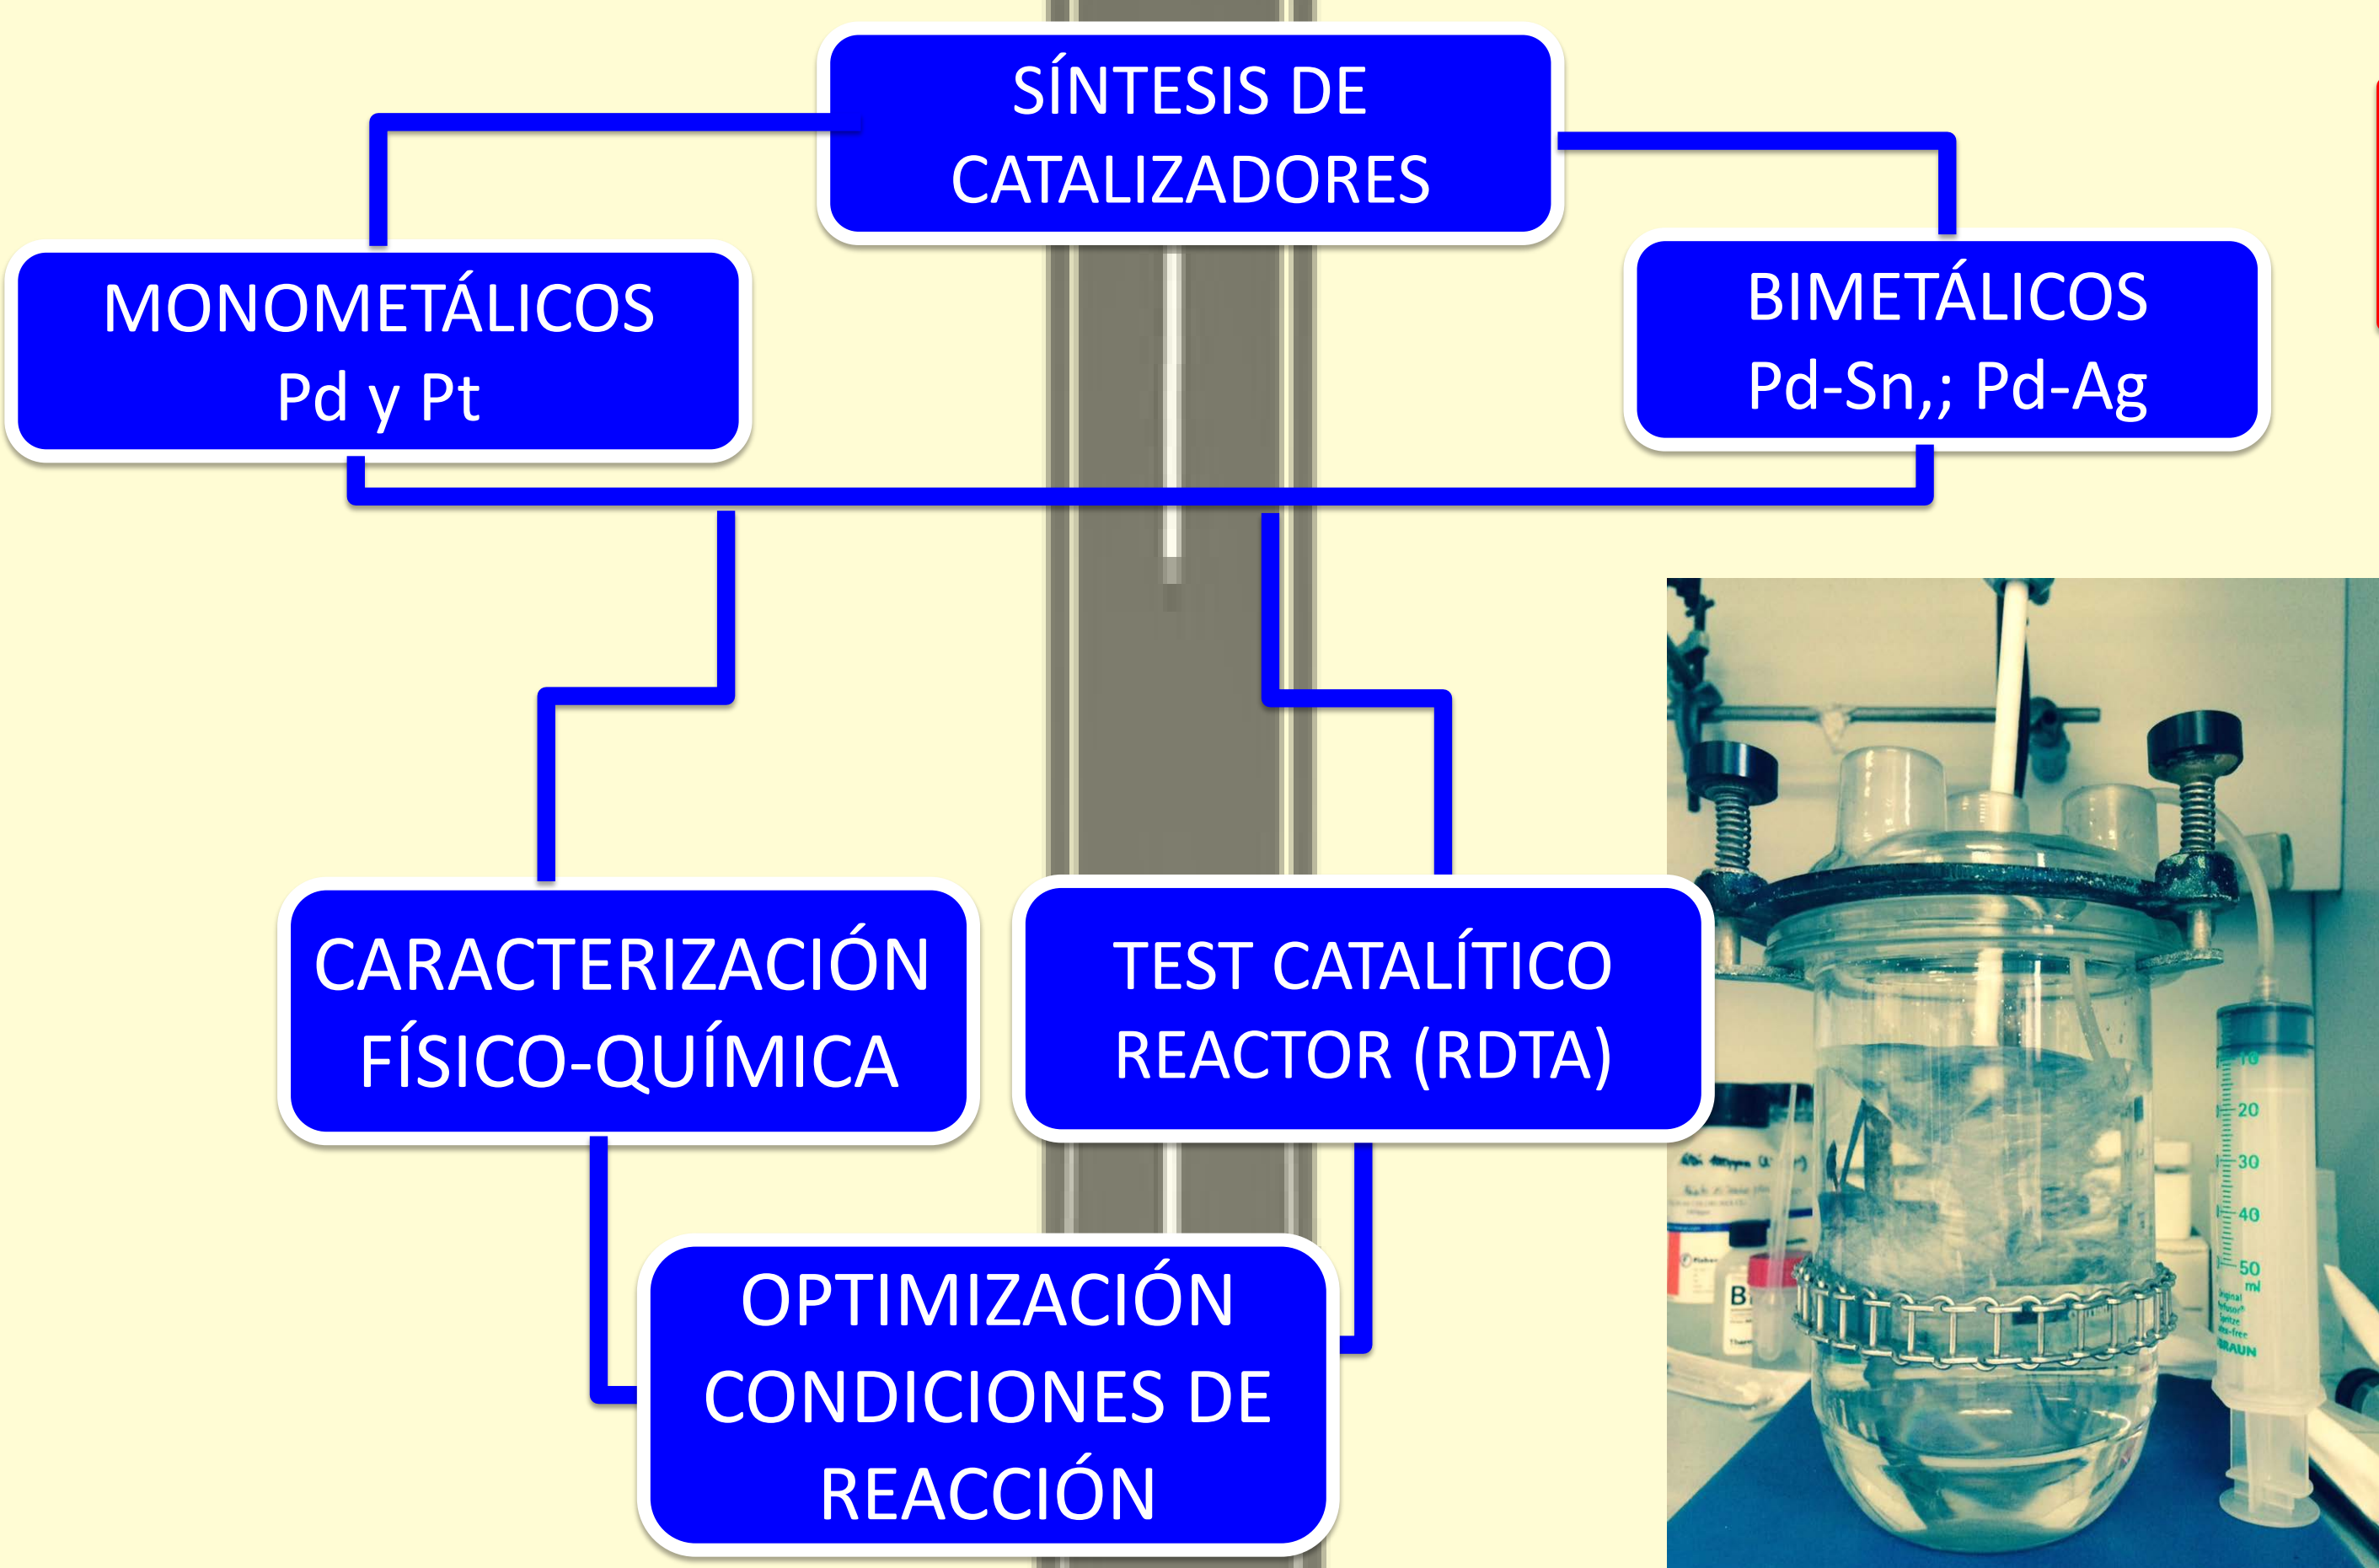 SÍNTESIS DE
CATALIZADORES
MONOMETÁLICOS
Pd y Pt
BIMETÁLICOS
Pd-Sn,; Pd-Ag
CARACTERIZACIÓN
FÍSICO-QUÍMICA
TEST CATALÍTICO
REACTOR (RDTA)
OPTIMIZACIÓN
CONDICIONES DE
REACCIÓN
10
20
30
40
50
ml